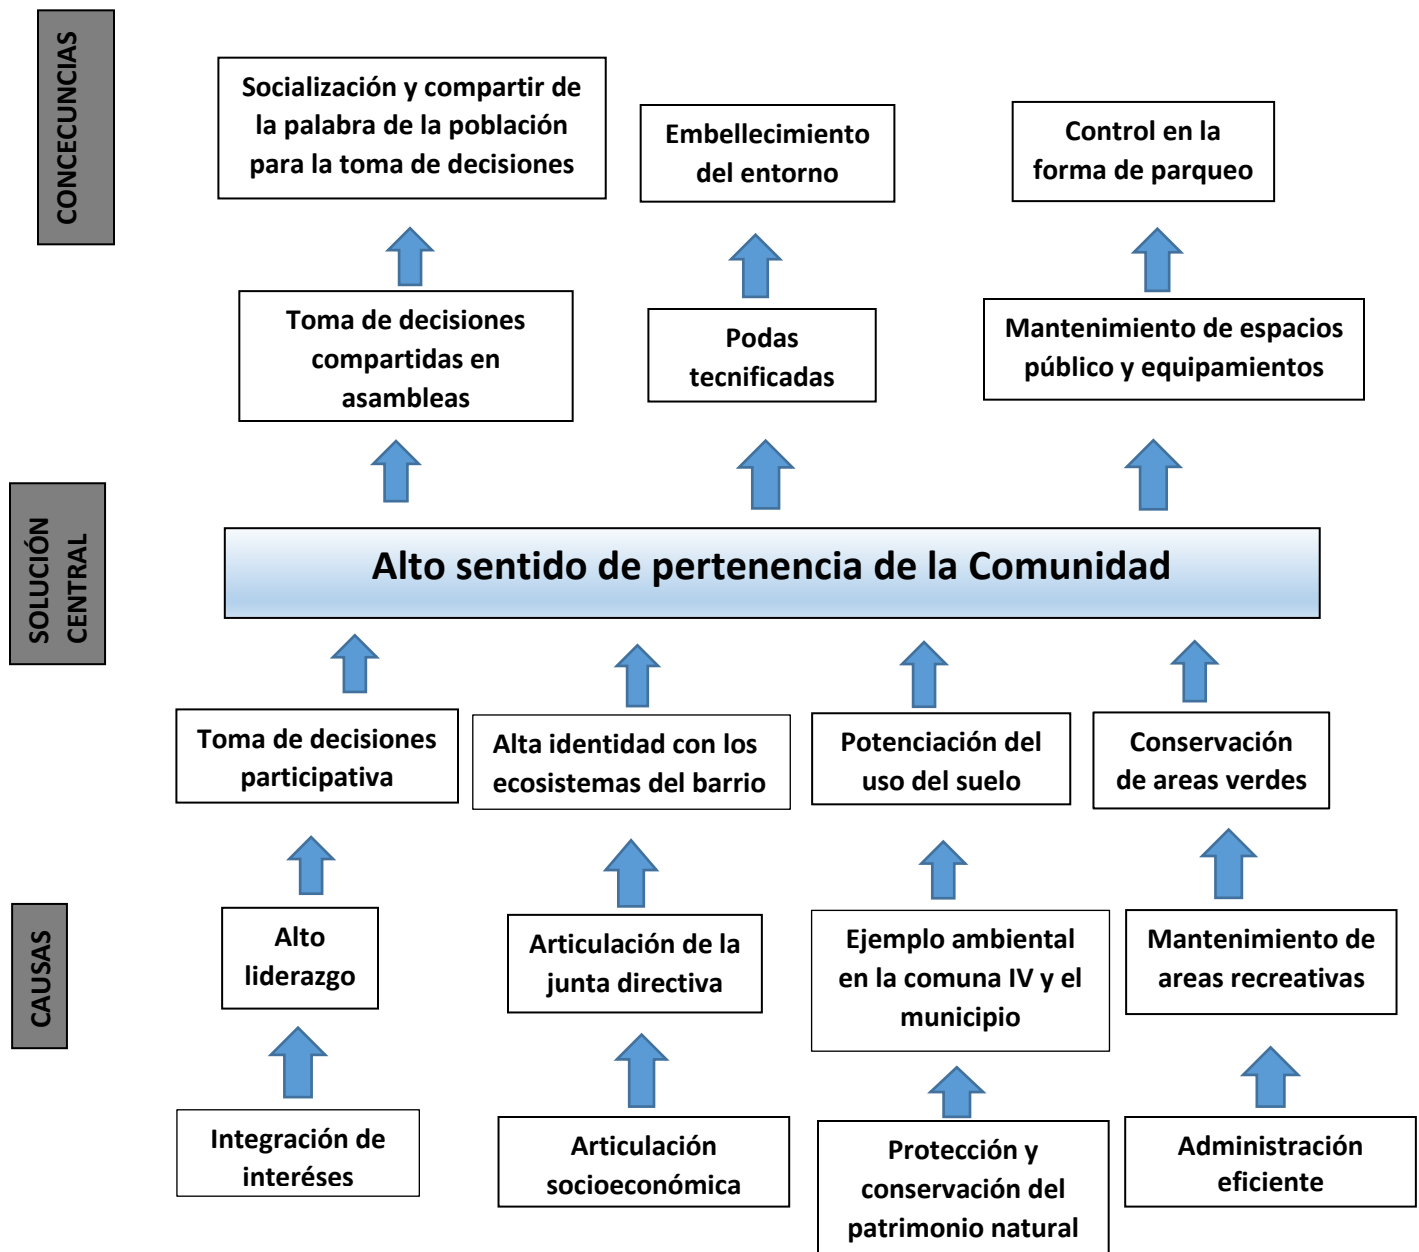 CONCECUNCIAS
Socialización y compartir de
la palabra de la población
para la toma de decisiones
Embellecimiento
del entorno
Control en la
forma de parqueo
Toma de decisiones
compartidas en
asambleas
Podas
tecnificadas
Mantenimiento de espacios
público y equipamientos
SOLUCIÓN
CENTRAL
Alto sentido de pertenencia de la Comunidad
Toma de decisiones
participativa
Alta identidad con los
ecosistemas del barrio
Potenciación del
uso del suelo
Conservación
de areas verdes
CAUSAS
Alto
liderazgo
Articulación de la
junta directiva
Ejemplo ambiental
en la comuna IV y el
municipio
Mantenimiento de
areas recreativas
Integración de
interéses
Articulación
socioeconómica
Protección y
conservación del
patrimonio natural
Administración
eficiente